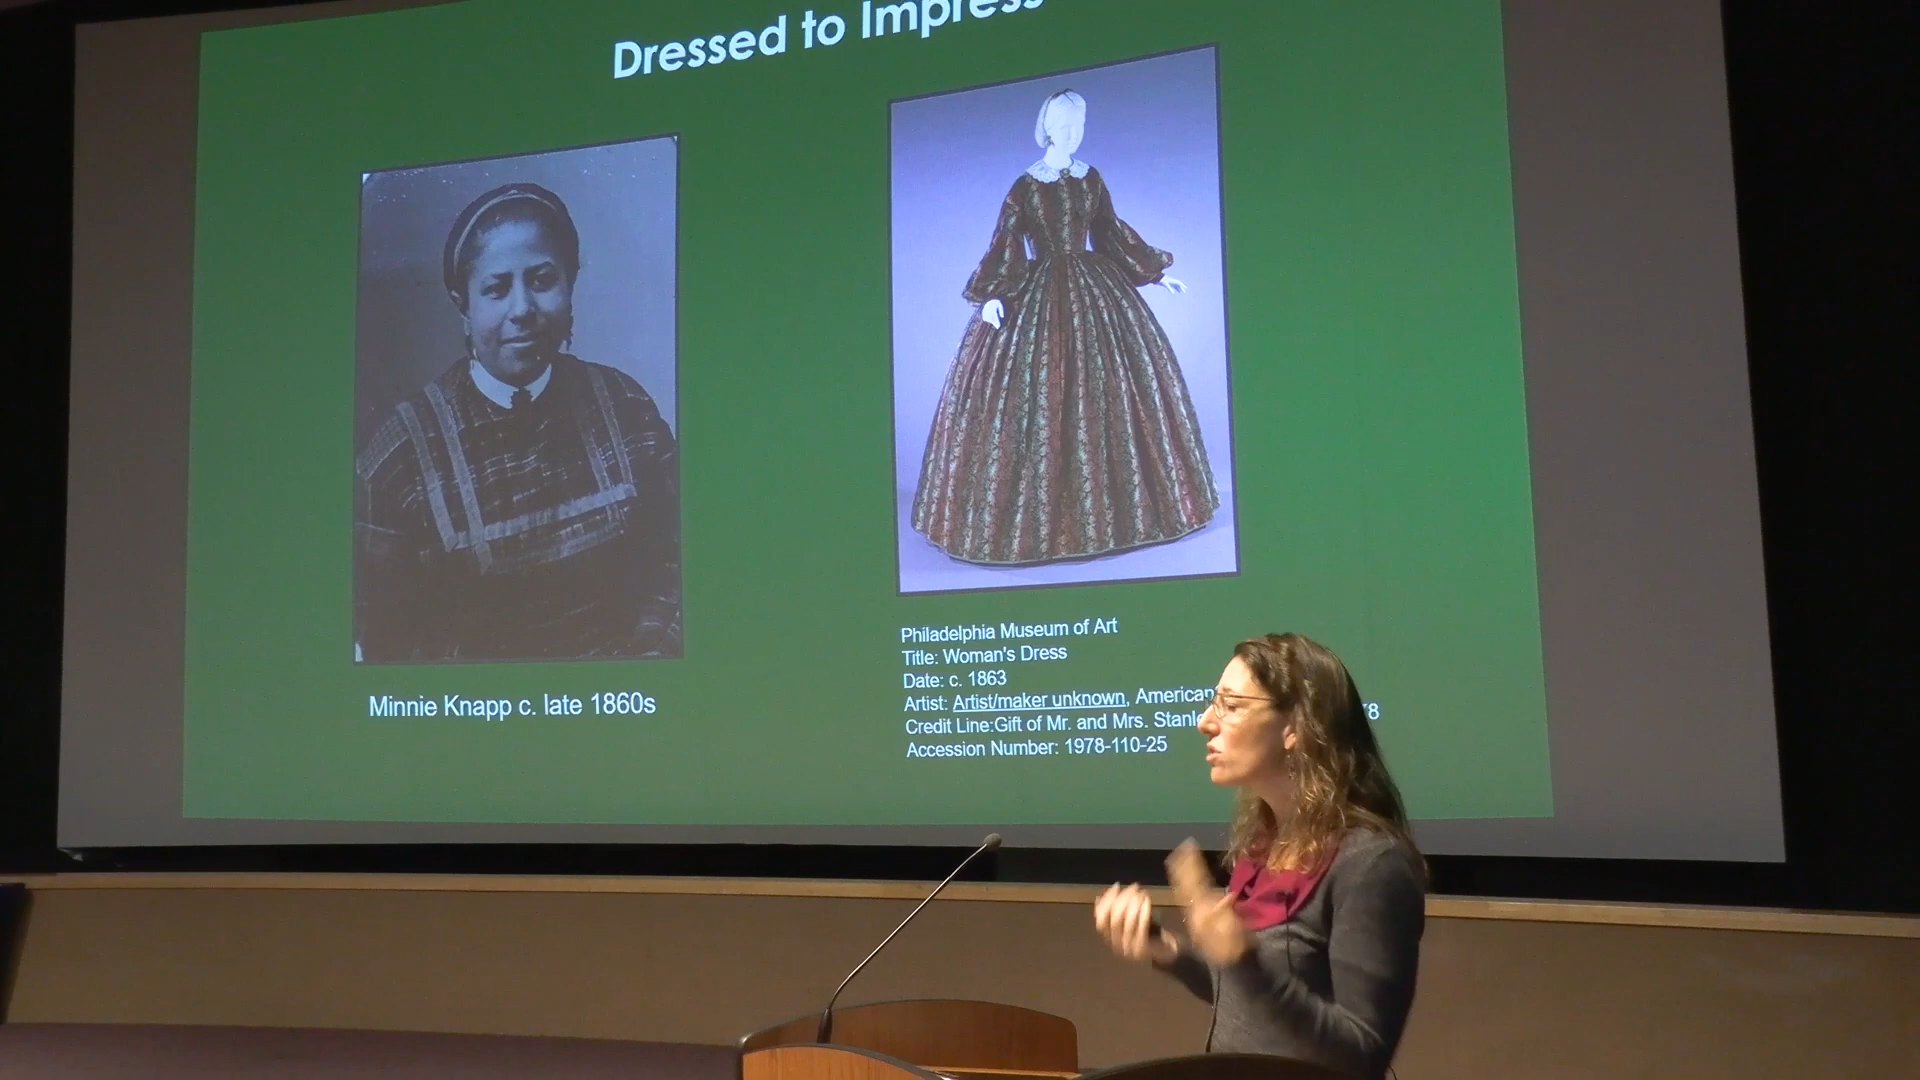 Dressed to Impress
Minnie Knapp c. late 1860s
Philadelphia Museum of Art
Title: Woman's Dress
Date: c. 1863
Artist: Artist/maker unknown, American
Credit Line:Gift of Mr. and Mrs. 78
Accession Number: 1978-110-25